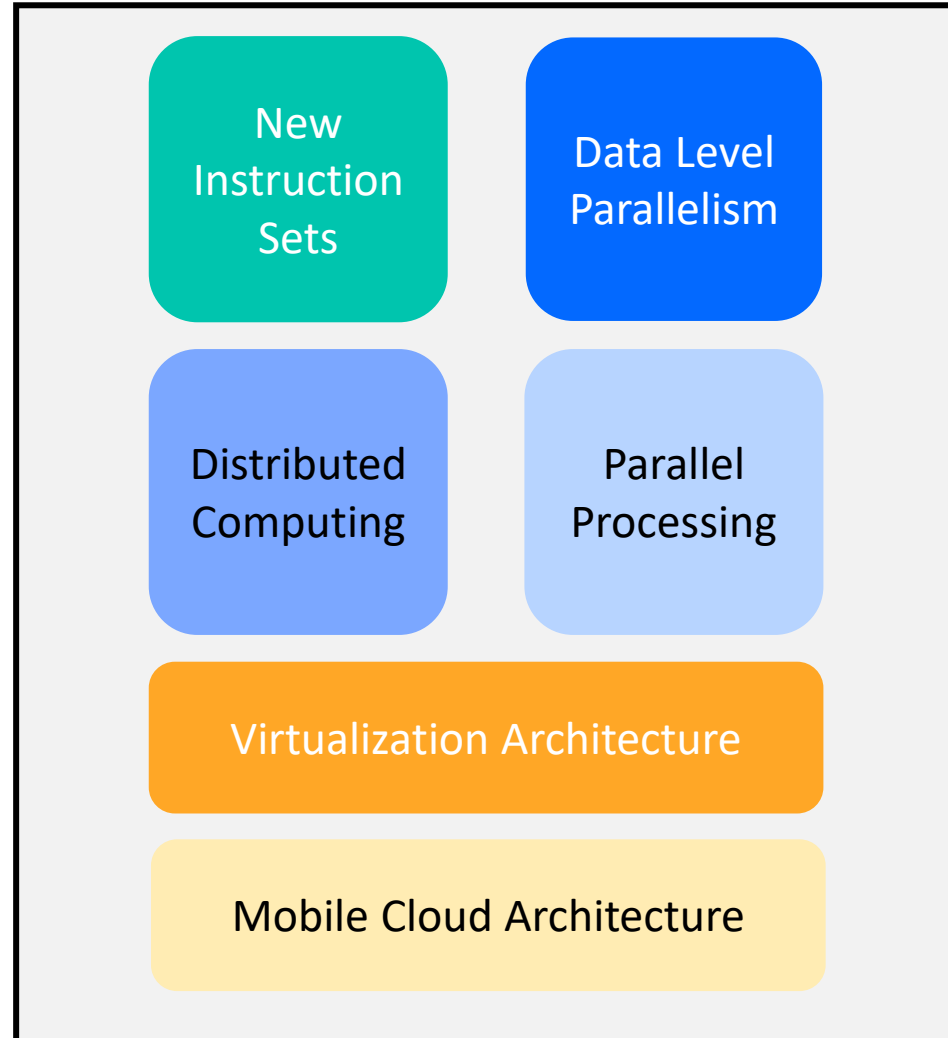 New
Instruction
Sets
Data Level
Parallelism
Distributed
Computing
Parallel
Processing
Virtualization Architecture
Mobile Cloud Architecture